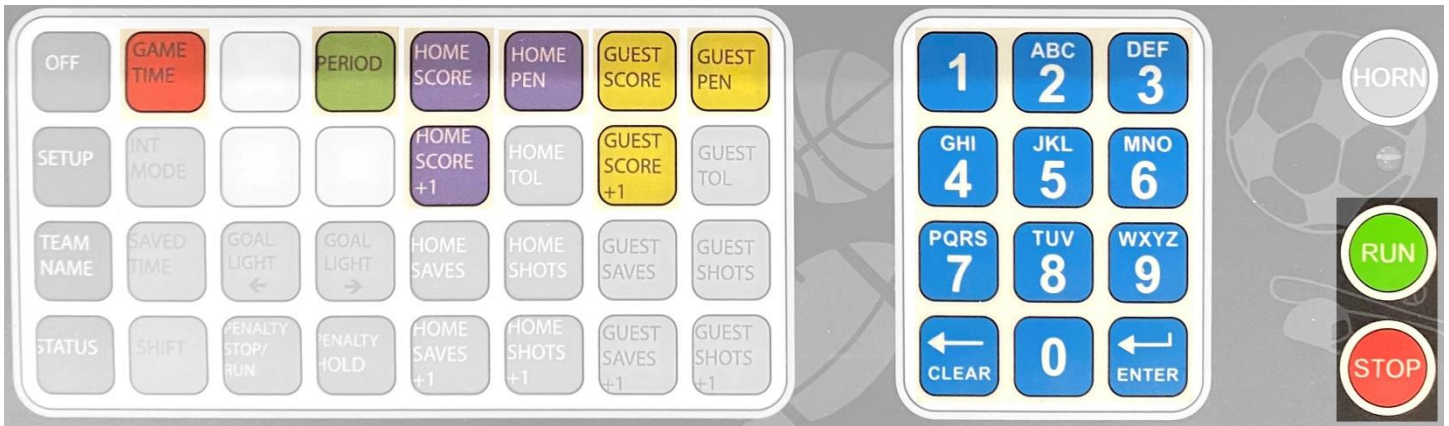 OFF
GAME
TIME
PERIOD
HOME
SCORE
HOME
PEN
GUEST
SCORE
GUEST
PEN
SETUP
INT
MODE
HOME
SCORE
+1
HOME
TOL
GUEST
SCORE
+1
GUEST
TOL
TEAM
NAME
SAVED
TIME
GOAL
LIGHT
←
GOAL
LIGHT
→
HOME
SAVES
HOME
SHOTS
GUEST
SAVES
GUEST
SHOTS
STATUS
SHIFT
PENALTY
STOP/
RUN
PENALTY
HOLD
HOME
SAVES
+1
HOME
SHOTS
+1
GUEST
SAVES
+1
GUEST
SHOTS
+1
1
ABC
2
DEF
3
GHI
4
JKL
5
MNO
6
PQRS
7
TUV
8
WXYZ
9
←
CLEAR
0
↵
ENTER
HORN
RUN
STOP